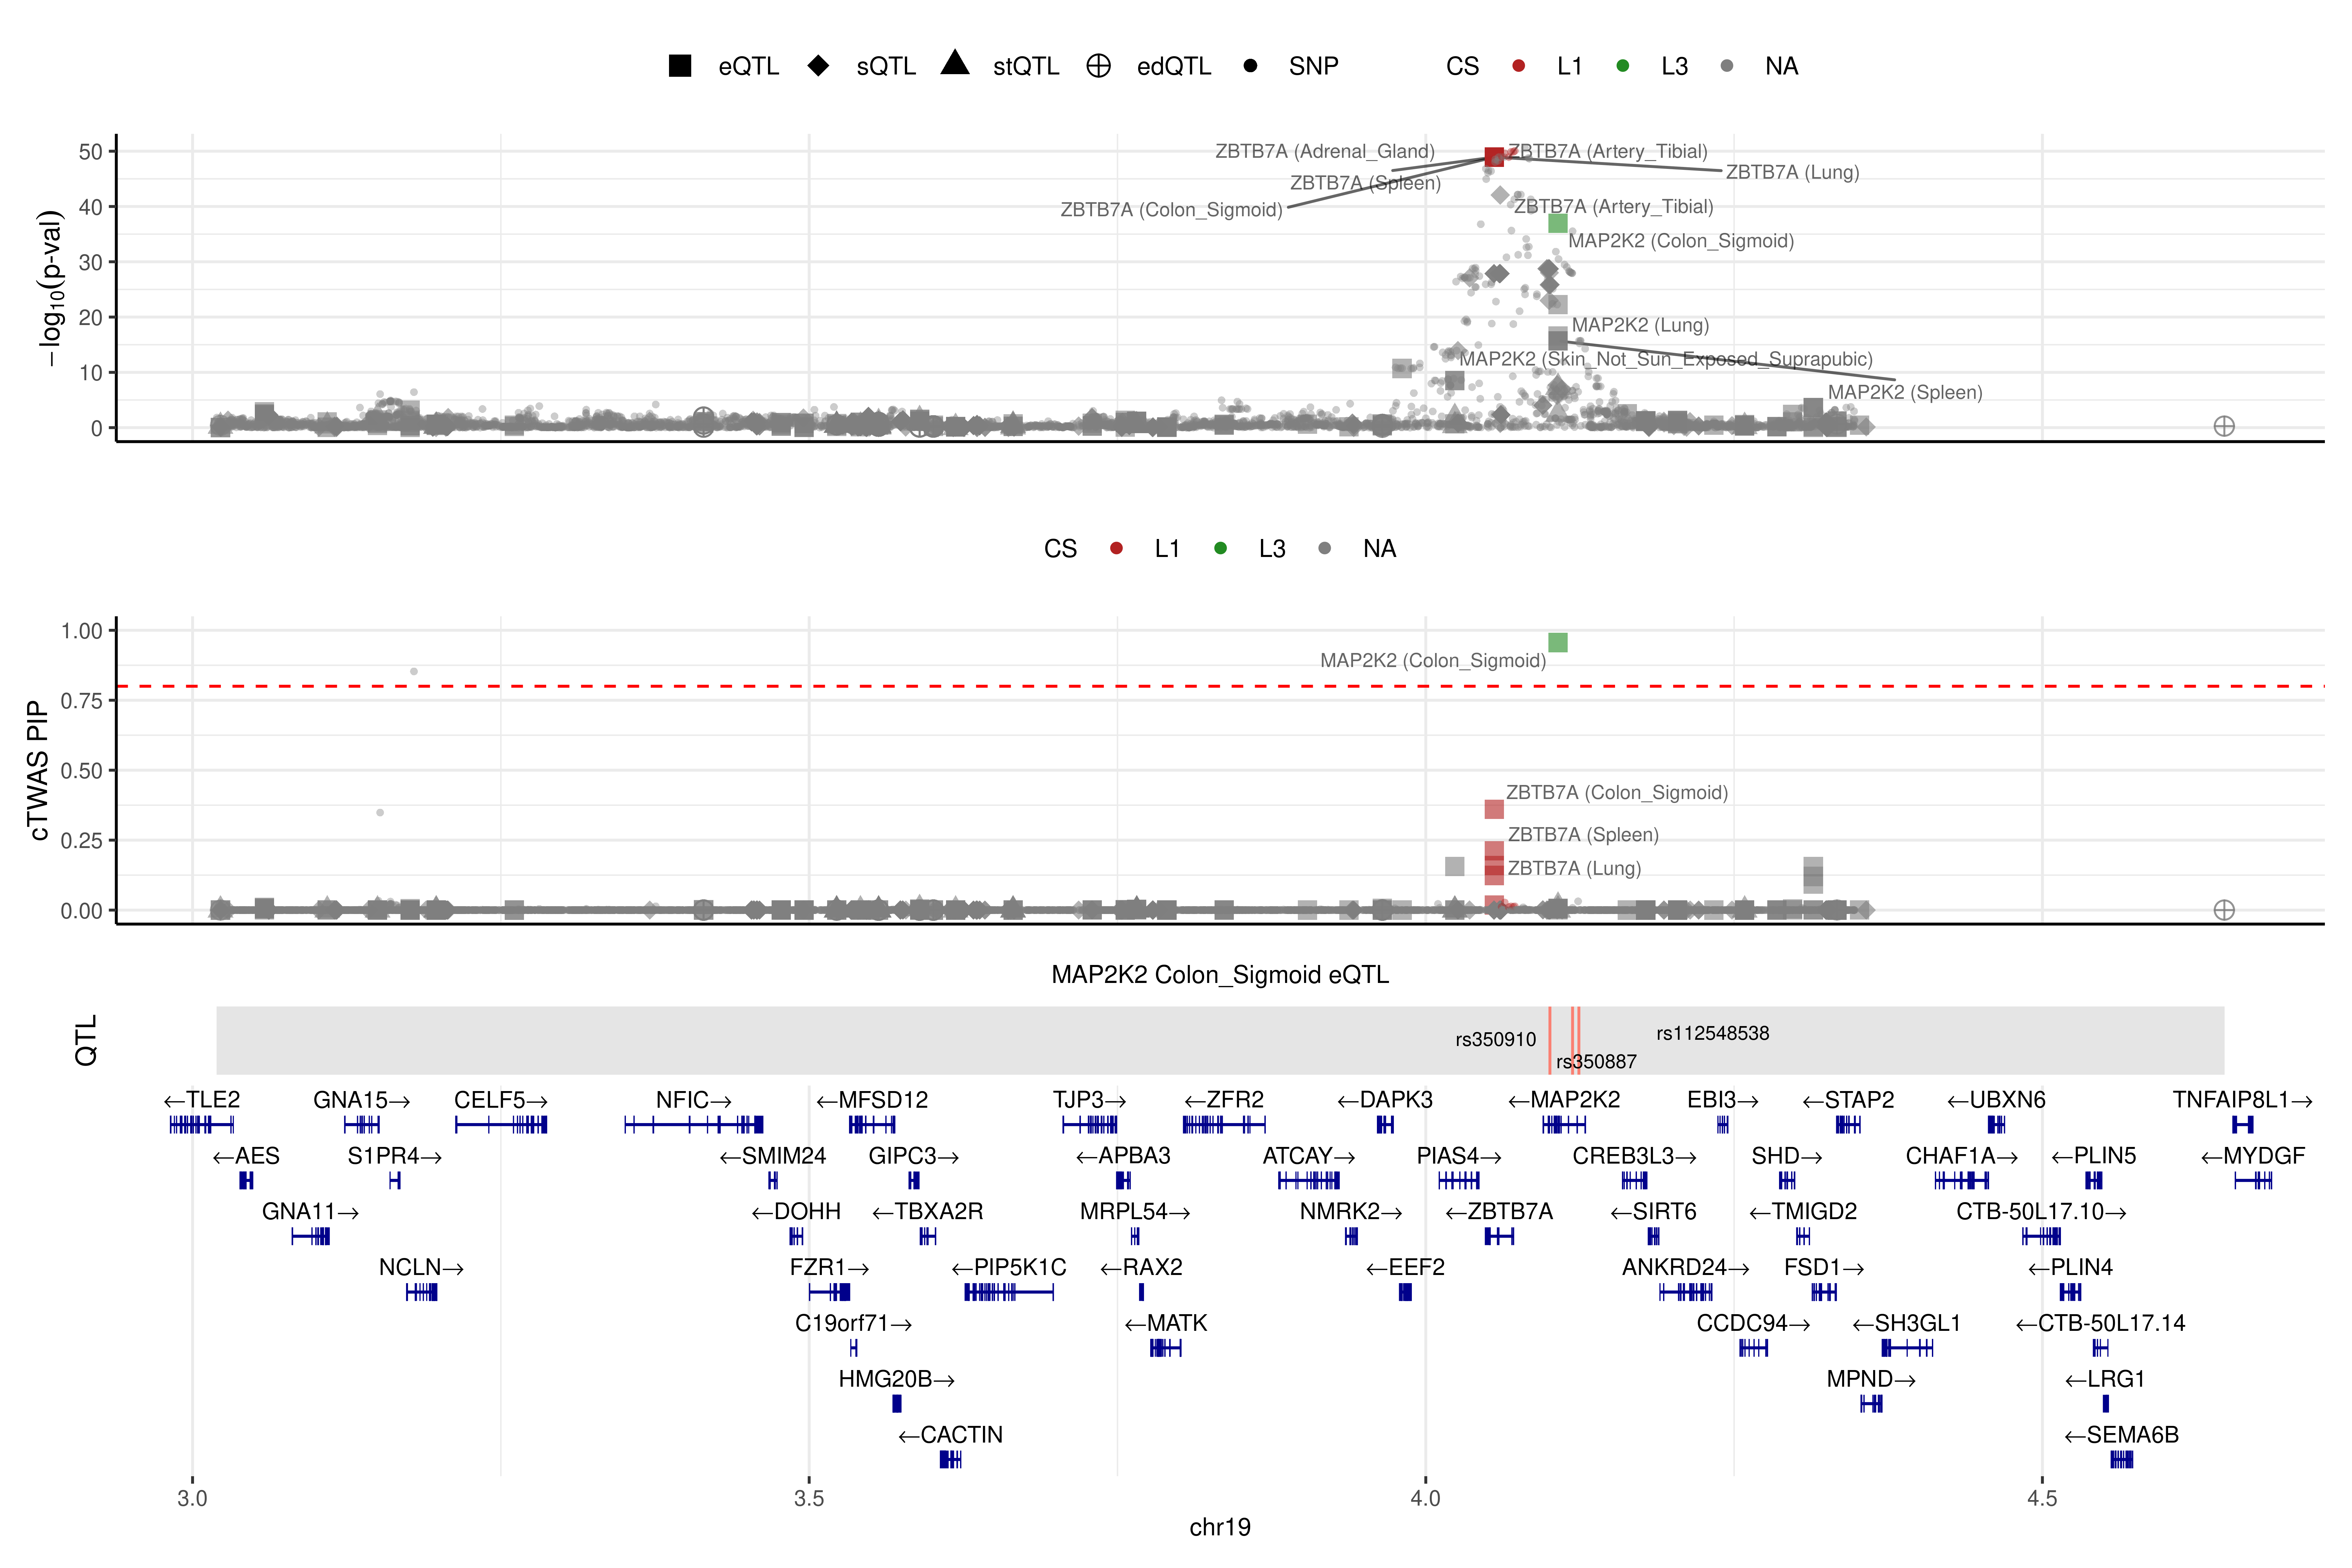 eQTL sQTL stQTL edQTL SNP CS L1 L3 NA
−log10(p-val)
50
40
30
20
10
0
ZBTB7A (Adrenal_Gland)
ZBTB7A (Artery_Tibial)
ZBTB7A (Lung)
ZBTB7A (Spleen)
ZBTB7A (Colon_Sigmoid)
ZBTB7A (Artery_Tibial)
MAP2K2 (Colon_Sigmoid)
MAP2K2 (Lung)
MAP2K2 (Skin_Not_Sun_Exposed_Suprapubic)
MAP2K2 (Spleen)
CS L1 L3 NA
cTWAS PIP
1.00
0.75
0.50
0.25
0.00
MAP2K2 (Colon_Sigmoid)
ZBTB7A (Colon_Sigmoid)
ZBTB7A (Spleen)
ZBTB7A (Lung)
MAP2K2 Colon_Sigmoid eQTL
QTL
rs350910
rs350887
rs112548538
←TLE2 GNA15→ CELF5→ NFIC→ ←MFSD12 TJP3→ ←ZFR2 ←DAPK3 ←MAP2K2 EBI3→ ←STAP2 ←UBXN6 TNFAIP8L1→
←AES S1PR4→ ←SMIM24 GIPC3→ ←APBA3 ATCAY→ PIAS4→ CREB3L3→ SHD→ CHAF1A→ ←PLIN5 ←MYDGF
GNA11→ ←DOHH ←TBXA2R MRPL54→ NMRK2→ ←ZBTB7A ←SIRT6 ←TMIGD2 CTB-50L17.10→
NCLN→ FZR1→ ←PIP5K1C ←RAX2 ←EEF2 ANKRD24→ FSD1→ ←PLIN4
C19orf71→ ←MATK CCDC94→ ←SH3GL1 ←CTB-50L17.14
HMG20B→ MPND→ ←LRG1
←CACTIN ←SEMA6B
3.0 3.5 4.0 4.5
chr19